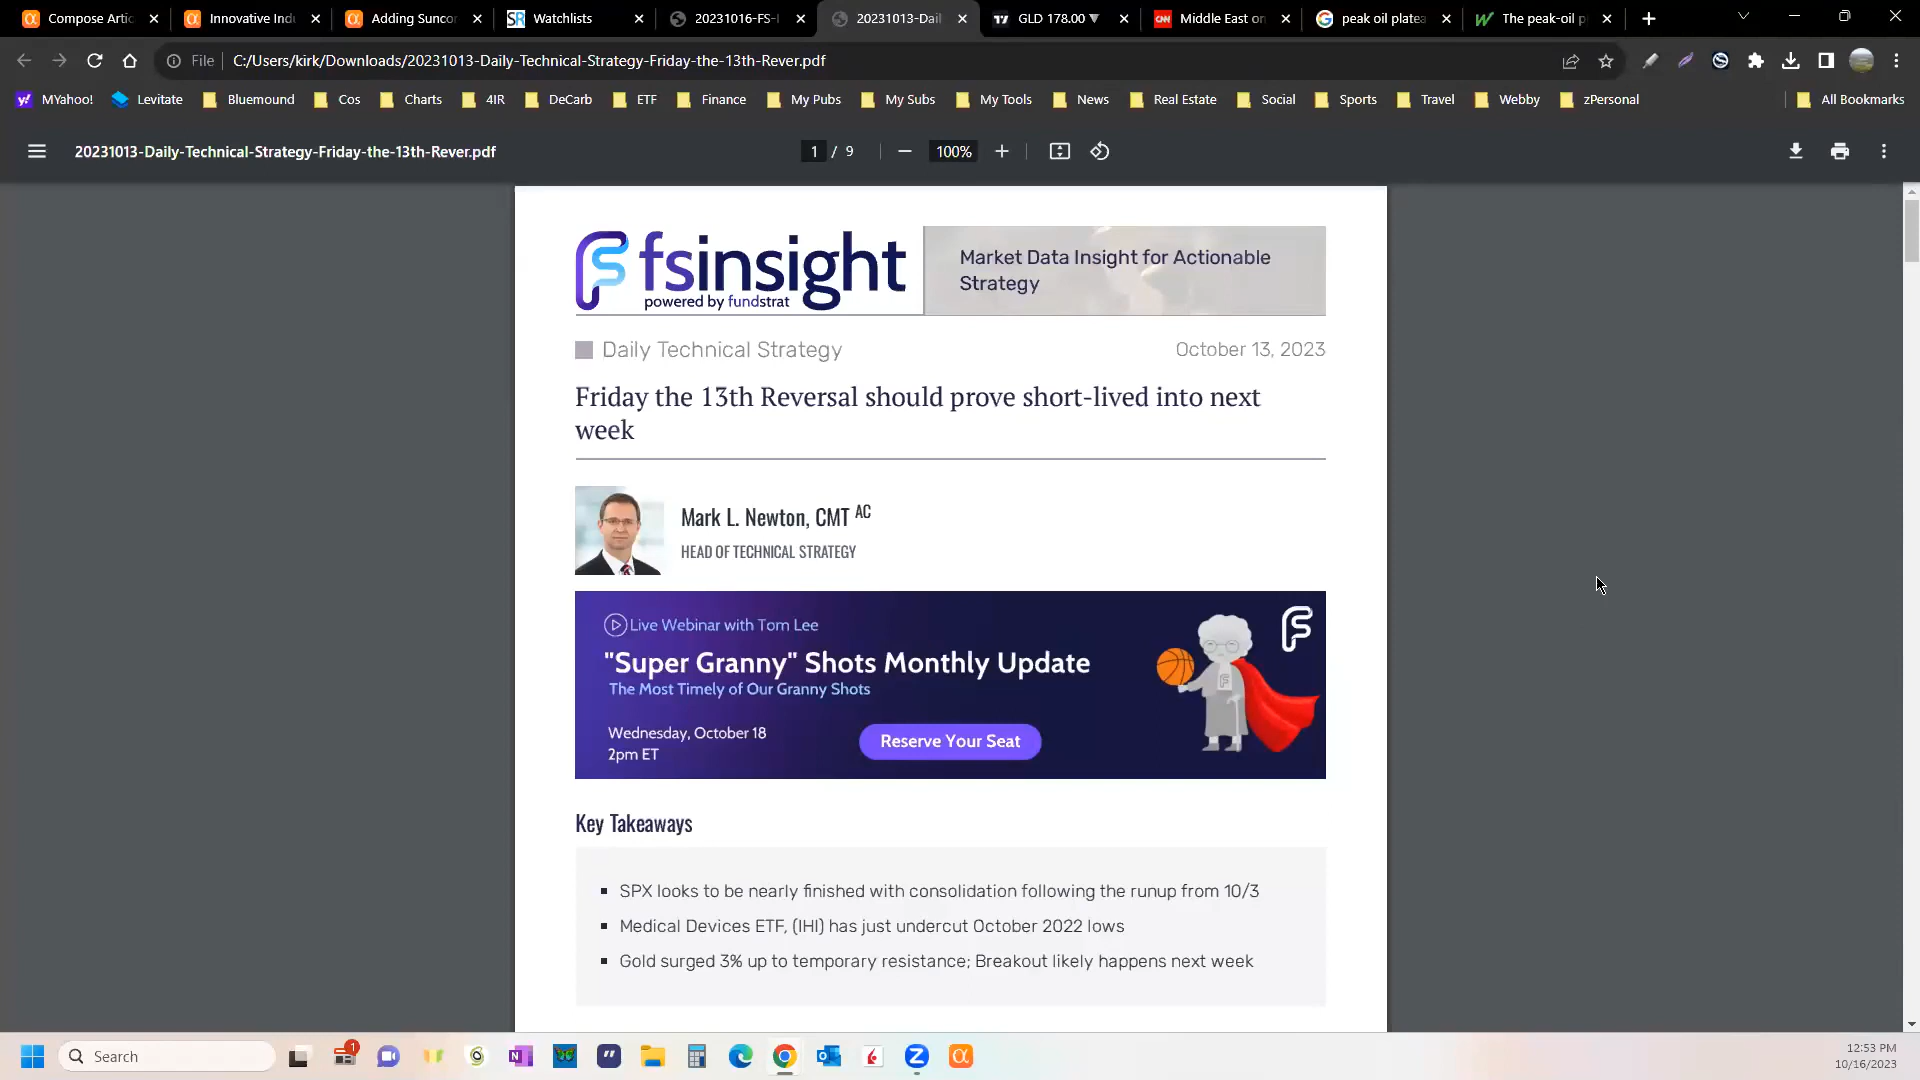 Compose Artic
Innovative Indu
Adding Suncor
SR Watchlists
20231016-FS-I
20231013-Dail
GLD 178.00 ▼
CNN Middle East on
G peak oil platea
The peak-oil p
File C:/Users/kirk/Downloads/20231013-Daily-Technical-Strategy-Friday-the-13th-Rever.pdf
y! MYahoo! Levitate Bluemound Cos Charts 4IR DeCarb ETF Finance My Pubs My Subs My Tools News Real Estate Social Sports Travel Webby zPersonal All Bookmarks
20231013-Daily-Technical-Strategy-Friday-the-13th-Rever.pdf 1 / 9 100%
fsinsight
powered by fundstrat
Market Data Insight for Actionable
Strategy
Daily Technical Strategy October 13, 2023
Friday the 13th Reversal should prove short-lived into next
week
Mark L. Newton, CMT AC
HEAD OF TECHNICAL STRATEGY
Live Webinar with Tom Lee
"Super Granny" Shots Monthly Update
The Most Timely of Our Granny Shots
Wednesday, October 18
2pm ET
Reserve Your Seat
Key Takeaways
▪ SPX looks to be nearly finished with consolidation following the runup from 10/3
▪ Medical Devices ETF, (IHI) has just undercut October 2022 lows
▪ Gold surged 3% up to temporary resistance; Breakout likely happens next week
Search
1
12:53 PM
10/16/2023